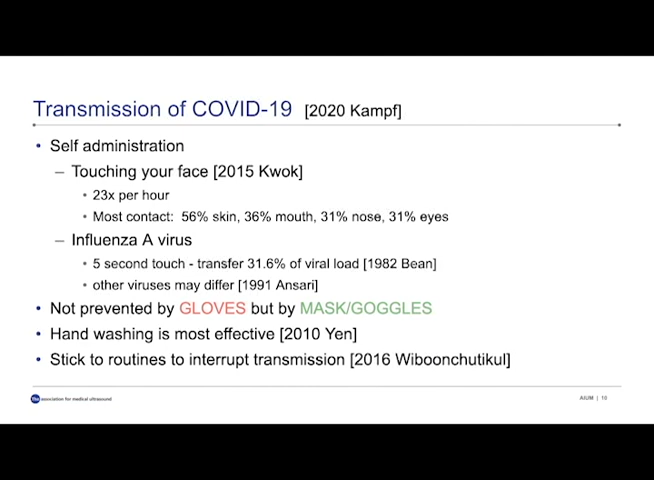 Transmission of COVID-19 [2020 Kampf]
• Self administration
– Touching your face [2015 Kwok]
• 23x per hour
• Most contact: 56% skin, 36% mouth, 31% nose, 31% eyes
– Influenza A virus
• 5 second touch - transfer 31.6% of viral load [1982 Bean]
• other viruses may differ [1991 Ansari]
• Not prevented by GLOVES but by MASK/GOGGLES
• Hand washing is most effective [2010 Yen]
• Stick to routines to interrupt transmission [2016 Wiboonchutikul]
The association for medical ultrasound
AIUM | 10